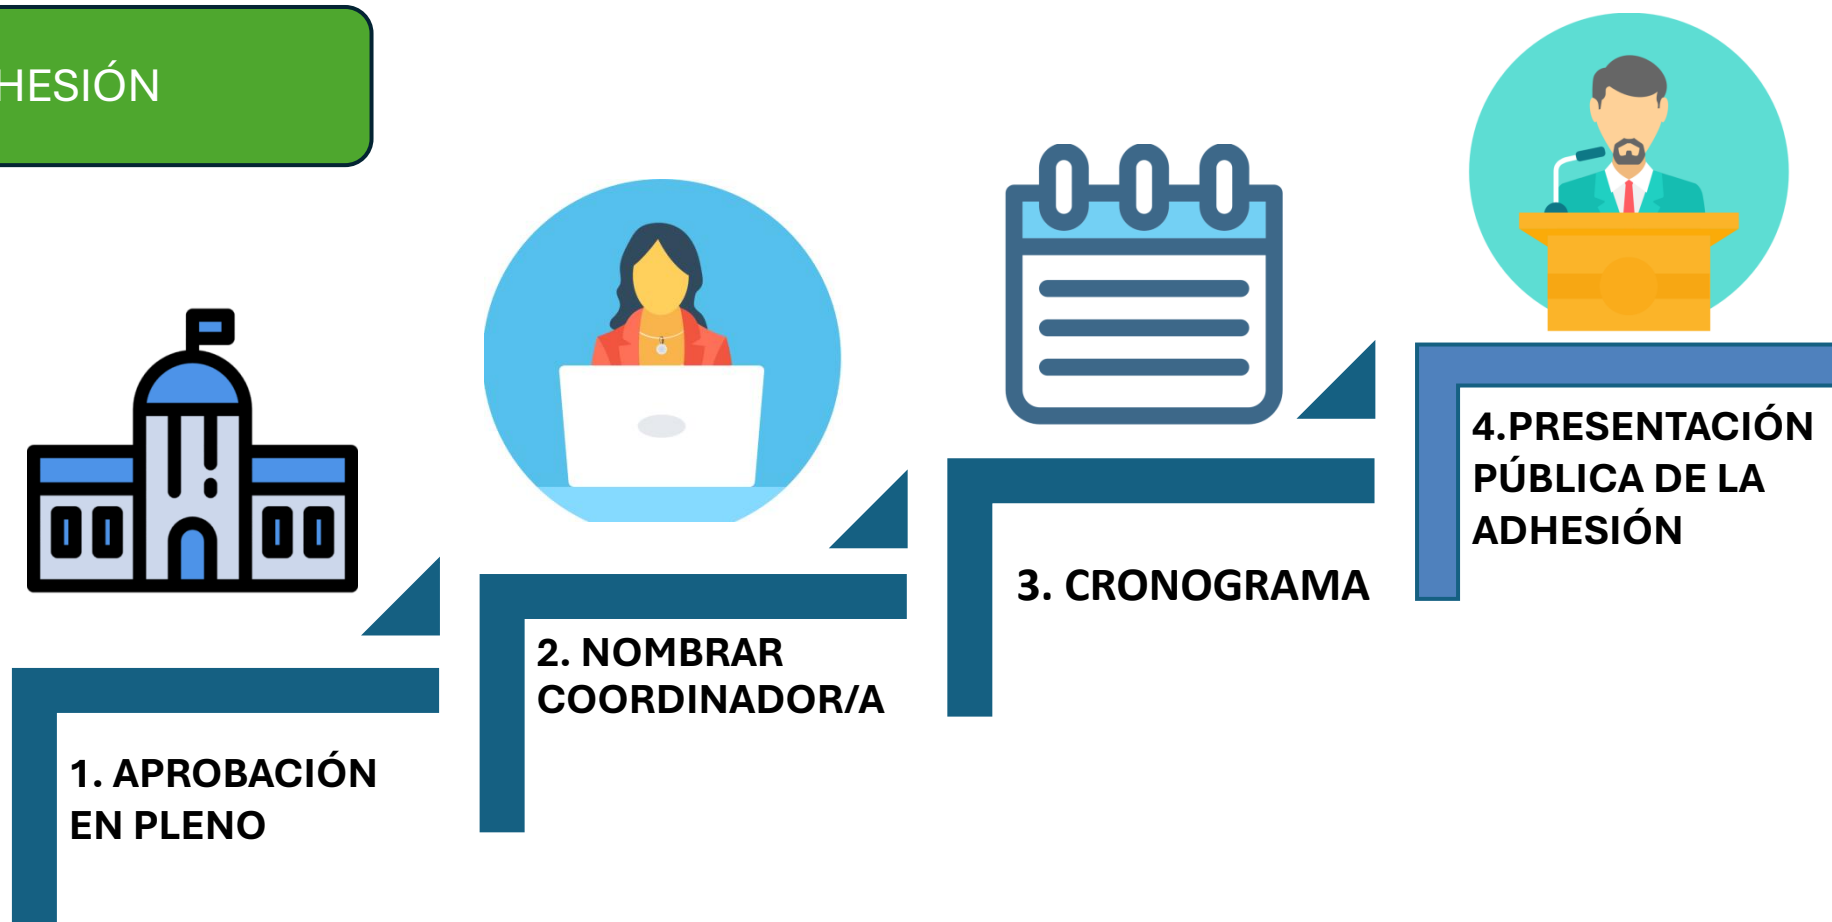 HESIÓN
1. APROBACIÓN
EN PLENO
2. NOMBRAR
COORDINADOR/A
3. CRONOGRAMA
4.PRESENTACIÓN
PÚBLICA DE LA
ADHESIÓN